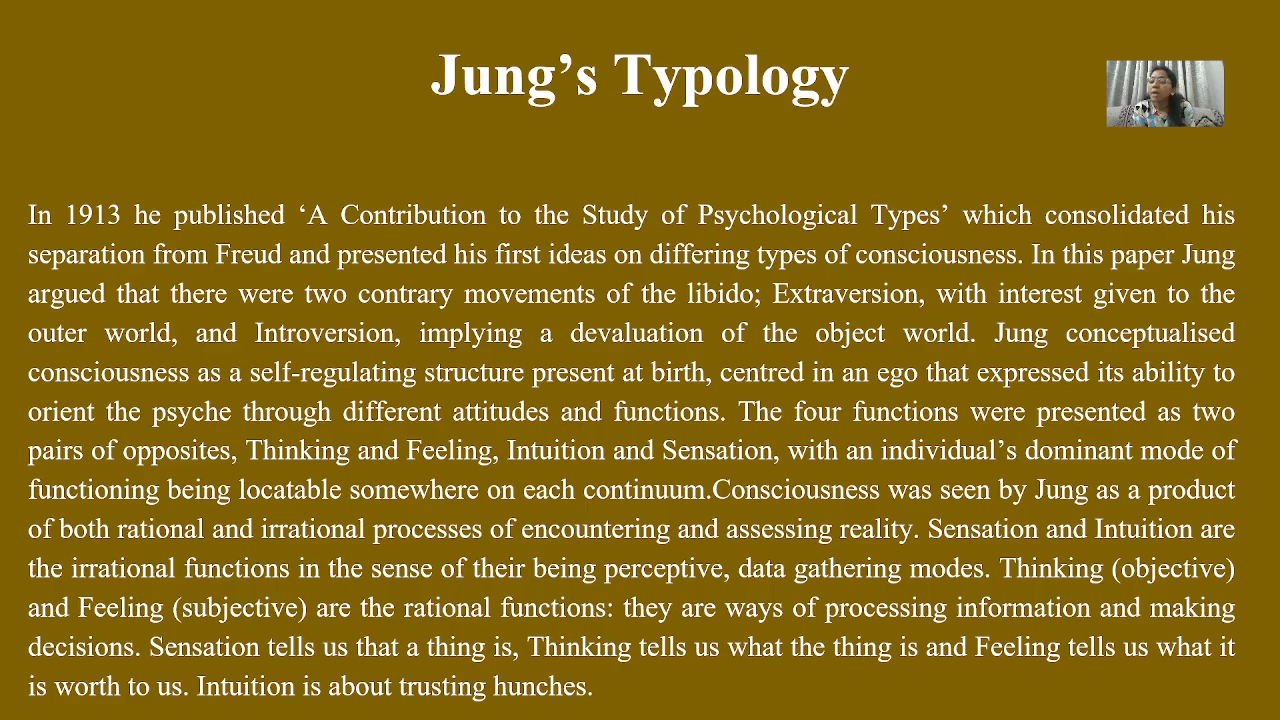 Jung’s Typology
In 1913 he published ‘A Contribution to the Study of Psychological Types’ which consolidated his
separation from Freud and presented his first ideas on differing types of consciousness. In this paper Jung
argued that there were two contrary movements of the libido; Extraversion, with interest given to the
outer world, and Introversion, implying a devaluation of the object world. Jung conceptualised
consciousness as a self-regulating structure present at birth, centred in an ego that expressed its ability to
orient the psyche through different attitudes and functions. The four functions were presented as two
pairs of opposites, Thinking and Feeling, Intuition and Sensation, with an individual’s dominant mode of
functioning being locatable somewhere on each continuum.Consciousness was seen by Jung as a product
of both rational and irrational processes of encountering and assessing reality. Sensation and Intuition are
the irrational functions in the sense of their being perceptive, data gathering modes. Thinking (objective)
and Feeling (subjective) are the rational functions: they are ways of processing information and making
decisions. Sensation tells us that a thing is, Thinking tells us what the thing is and Feeling tells us what it
is worth to us. Intuition is about trusting hunches.